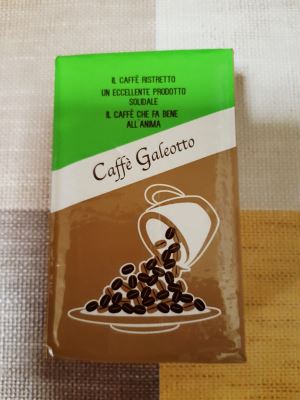 IL CAFFÈ RISTRETTO
UN ECCELLENTE PRODOTTO
SOLIDALE
IL CAFFÈ CHE FA BENE
ALL'ANIMA
Caffè Galeotto